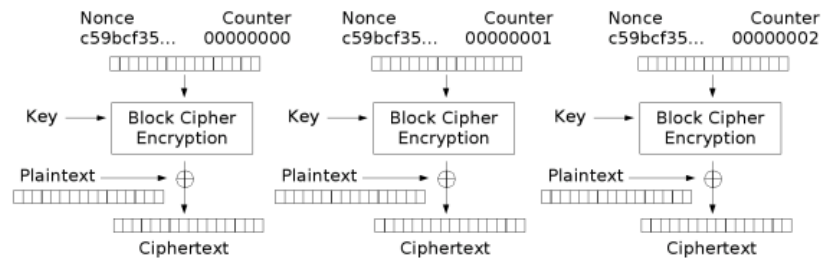 Nonce Counter
c59bcf35... 00000000
Key
Block Cipher
Encryption
Plaintext
Ciphertext
Nonce Counter
c59bcf35... 00000001
Key
Block Cipher
Encryption
Plaintext
Ciphertext
Nonce Counter
c59bcf35... 00000002
Key
Block Cipher
Encryption
Plaintext
Ciphertext